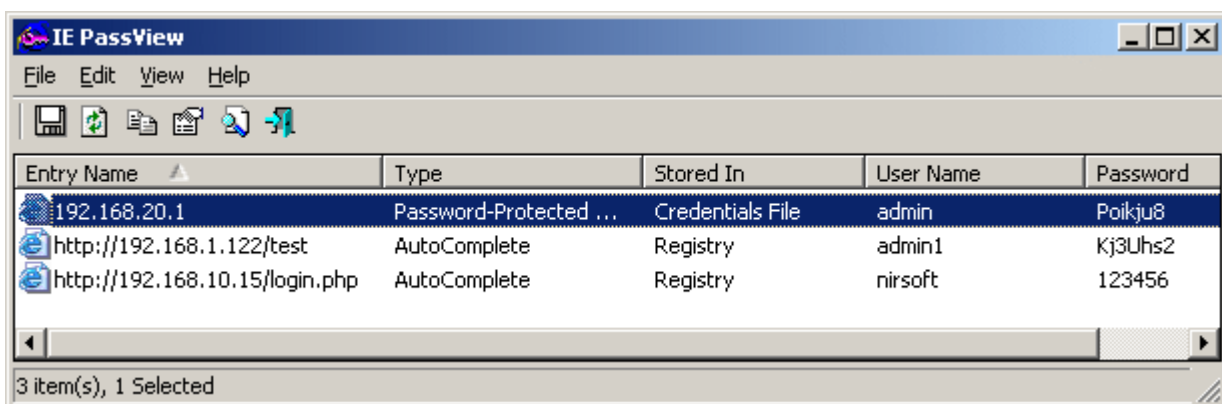 IE PassView
File Edit View Help
Entry Name Type Stored In User Name Password
192.168.20.1 Password-Protected ... Credentials File admin Poikju8
http://192.168.1.122/test AutoComplete Registry admin1 Kj3Uhs2
http://192.168.10.15/login.php AutoComplete Registry nirsoft 123456
3 item(s), 1 Selected